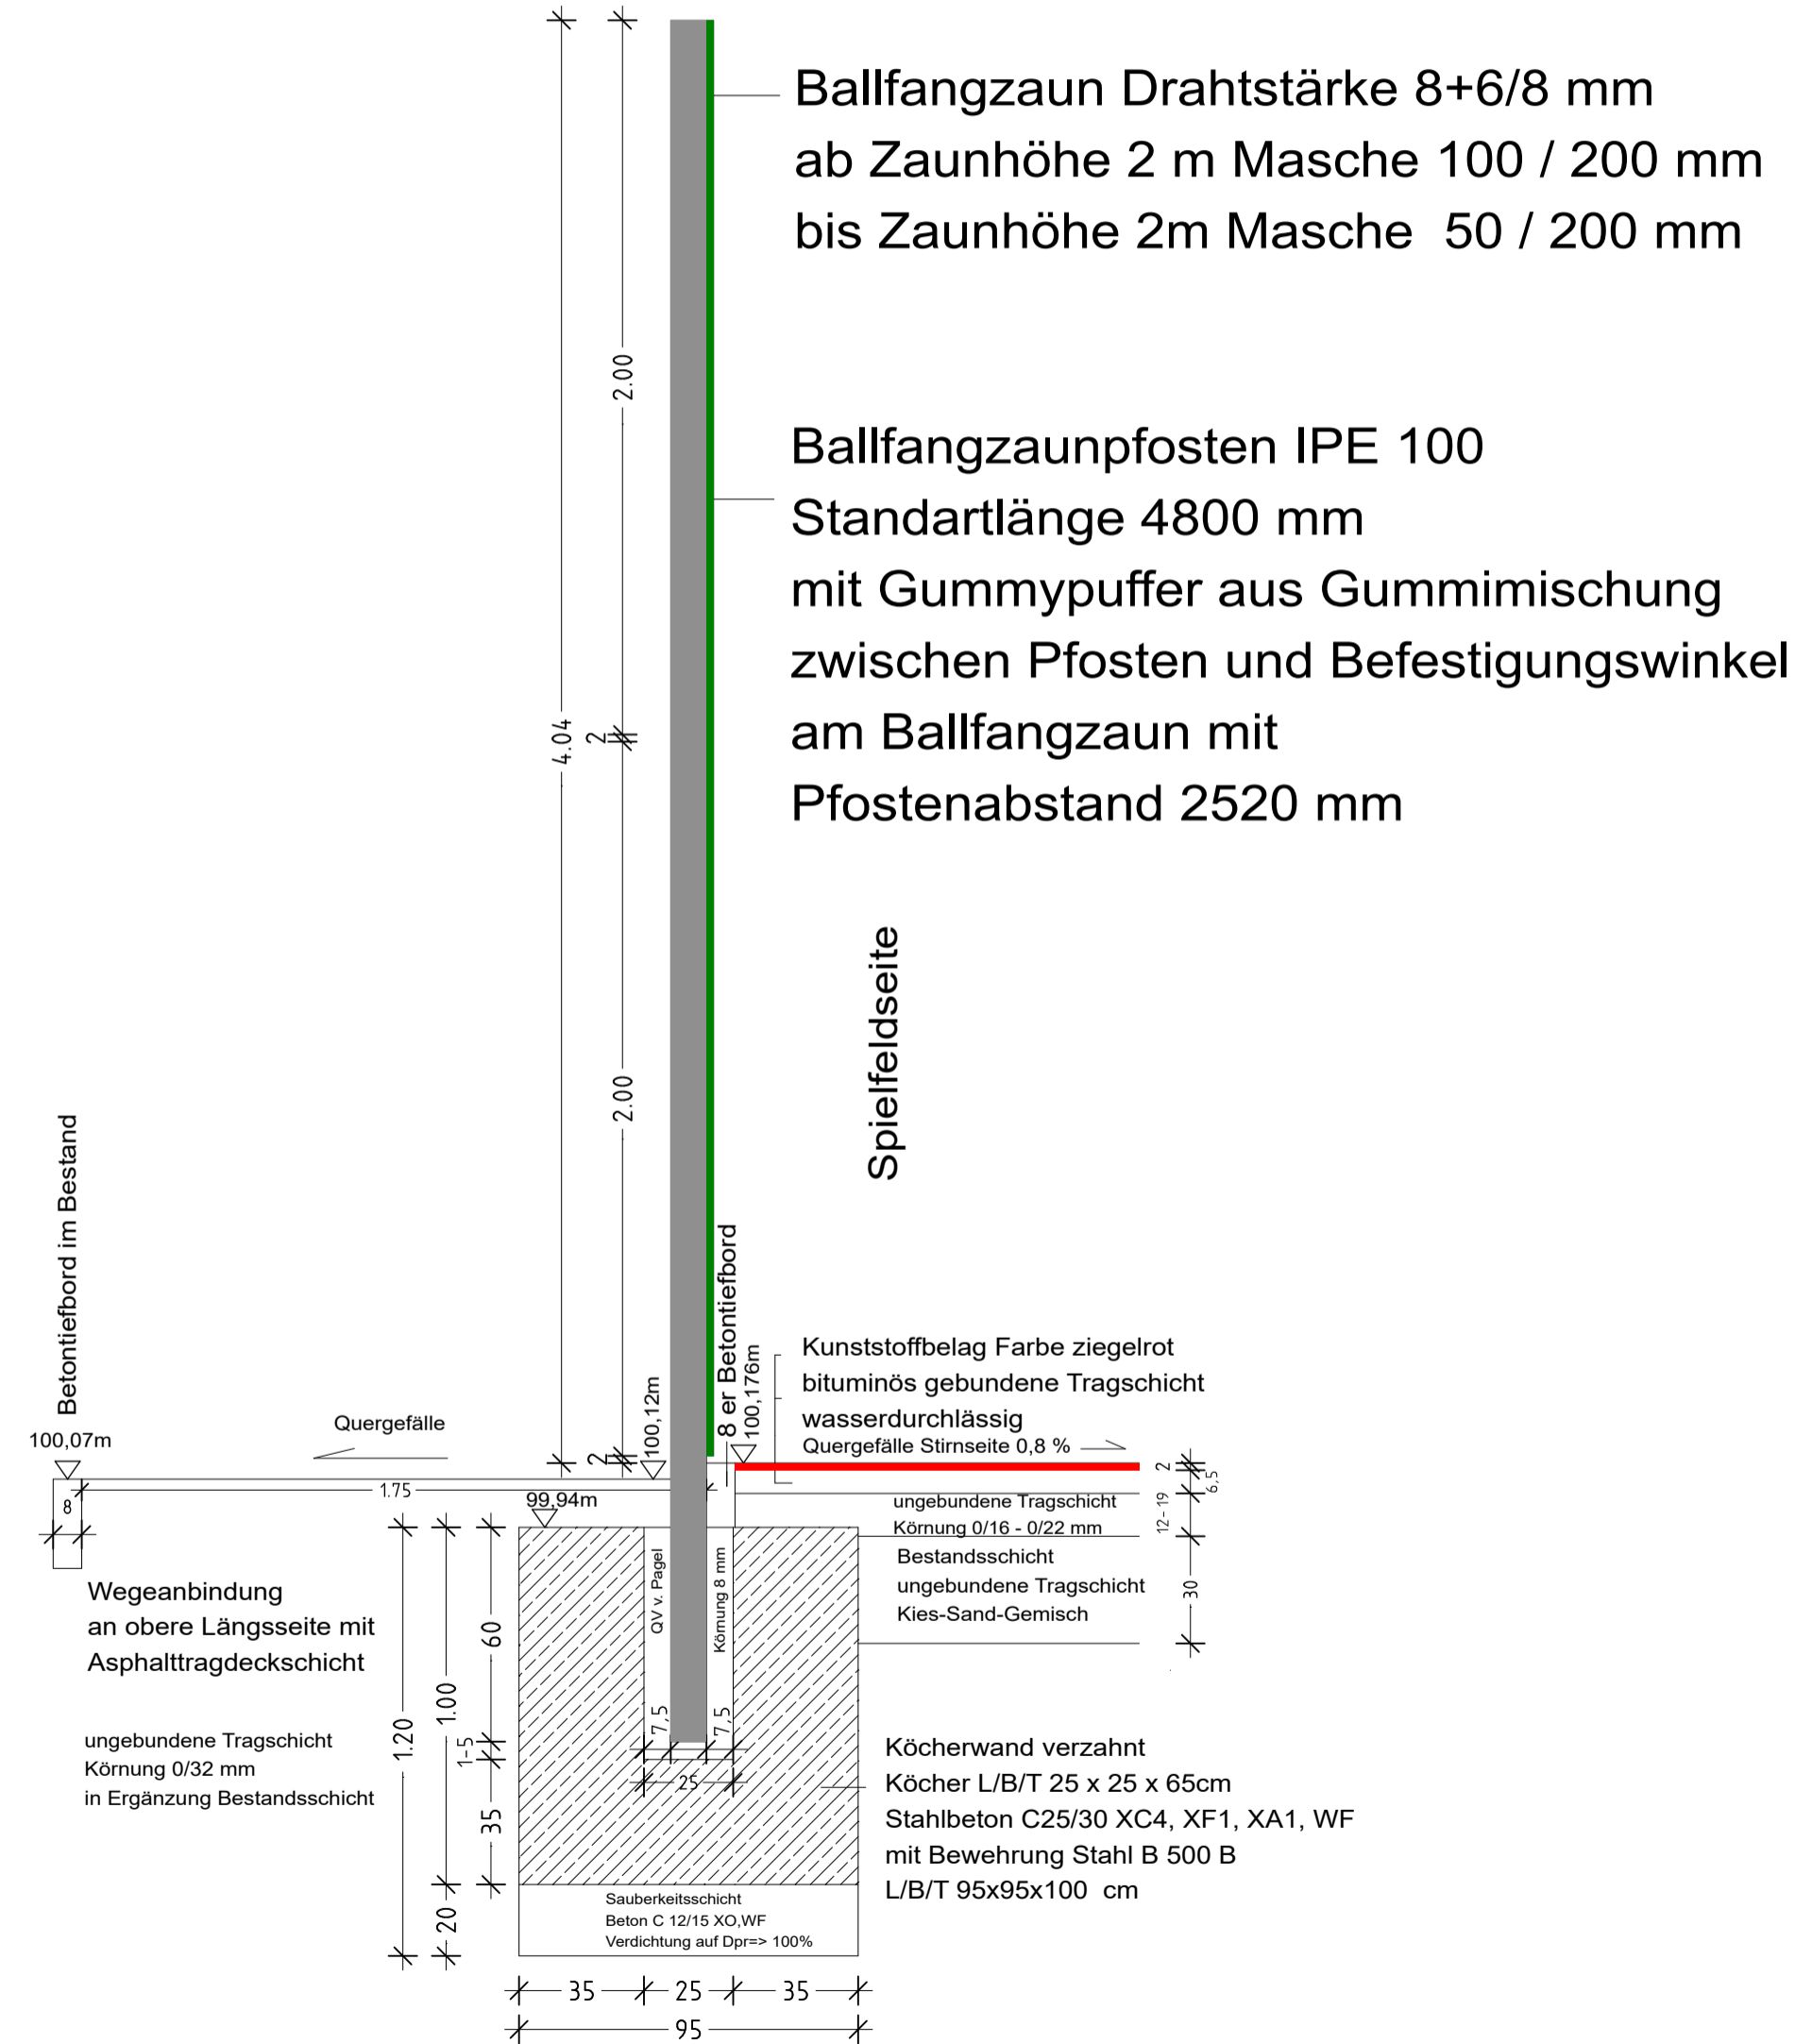 Ballfangzaun Drahtstärke 8+6/8 mm
ab Zaunhöhe 2 m Masche 100 / 200 mm
bis Zaunhöhe 2m Masche  50 / 200 mm
2.00
Ballfangzaunpfosten IPE 100
Standartlänge 4800 mm
mit Gummypuffer aus Gummimischung
zwischen Pfosten und Befestigungswinkel
am Ballfangzaun mit
Pfostenabstand 2520 mm
4.04
2
2.00
Spielfeldseite
Betontiefbord im Bestand
8 er Betontiefbord
100,07m
Quergefälle
2
100,12m
100,176m
Kunststoffbelag Farbe ziegelrot
bituminös gebundene Tragschicht
wasserdurchlässig
Quergefälle Stirnseite 0,8 %
2
6,5
8
1.75
99,94m
ungebundene Tragschicht
Körnung 0/16 - 0/22 mm
12-19
Bestandsschicht
ungebundene Tragschicht
Kies-Sand-Gemisch
30
Wegeanbindung
an obere Längsseite mit
Asphalttragdeckschicht
ungebundene Tragschicht
Körnung 0/32 mm
in Ergänzung Bestandsschicht
1.20
1.00
60
1-5
35
20
QV v. Pagel
Körnung 8 mm
7,5
7,5
25
Köcherwand verzahnt
Köcher L/B/T 25 x 25 x 65cm
Stahlbeton C25/30 XC4, XF1, XA1, WF
mit Bewehrung Stahl B 500 B
L/B/T 95x95x100  cm
Sauberkeitsschicht
Beton C 12/15 XO,WF
Verdichtung auf Dpr=> 100%
35
25
35
95